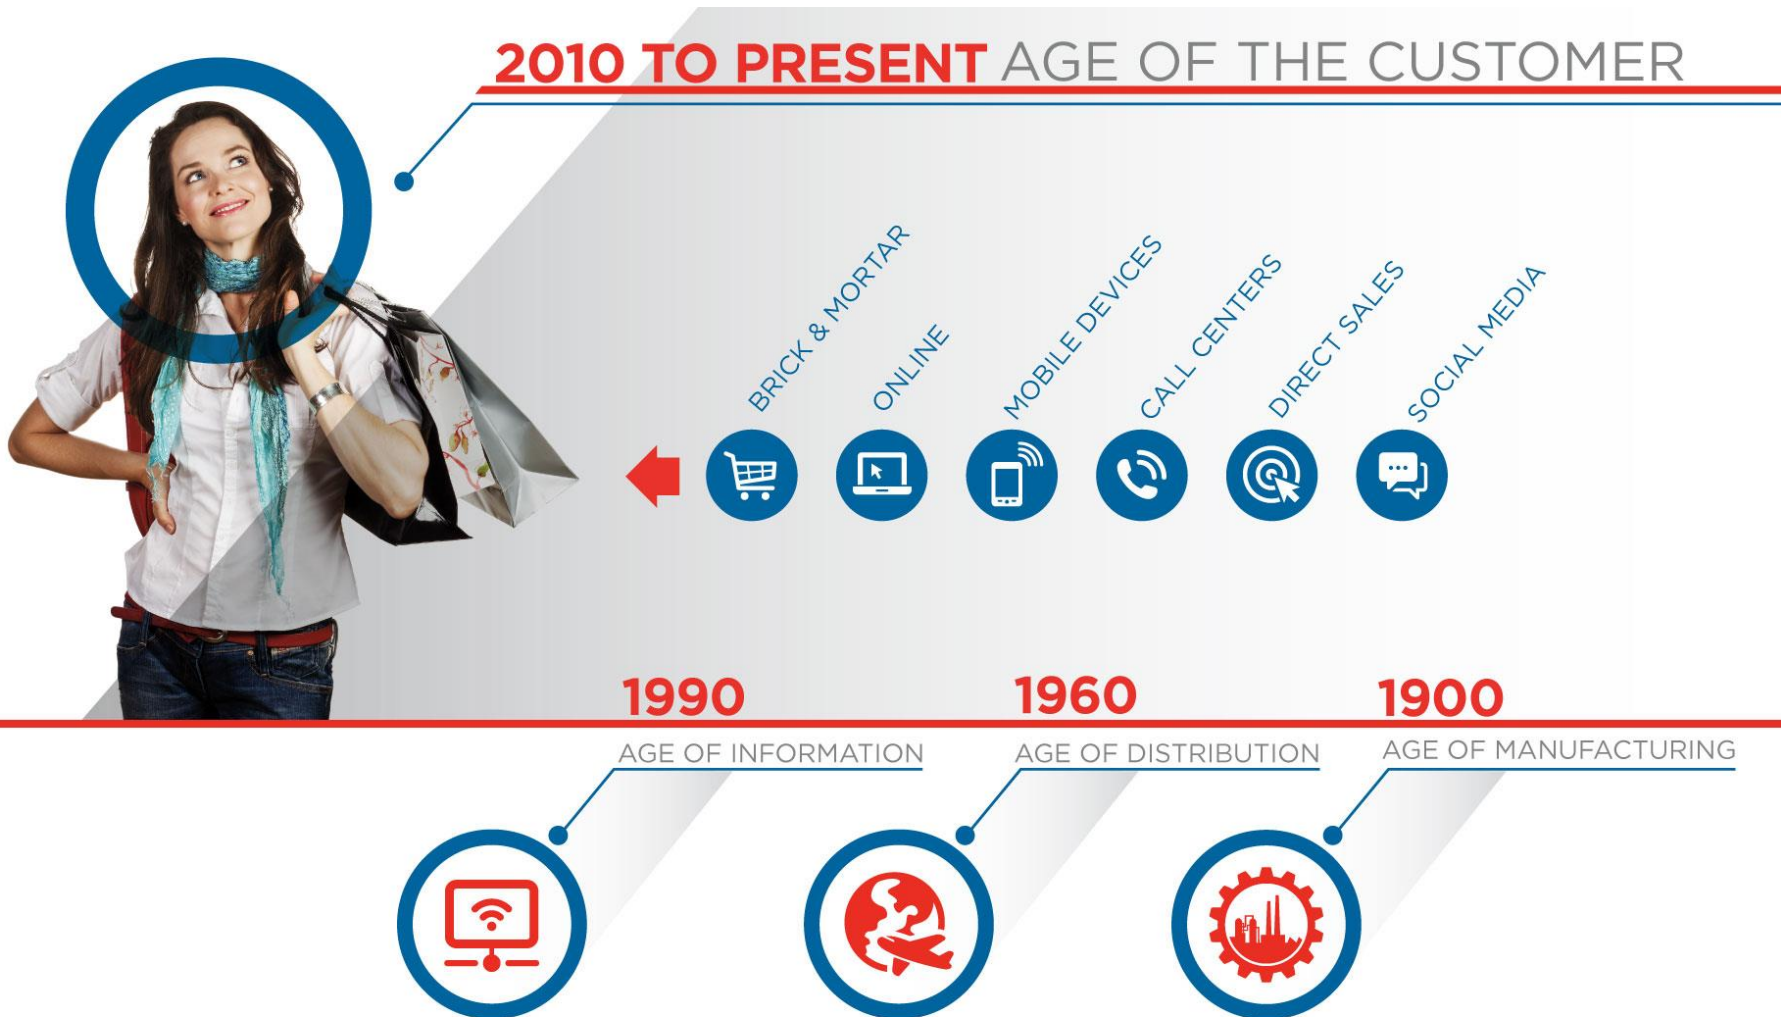 2010 TO PRESENT AGE OF THE CUSTOMER
BRICK & MORTAR
ONLINE
MOBILE DEVICES
CALL CENTERS
DIRECT SALES
SOCIAL MEDIA
1990
1960
1900
AGE OF INFORMATION
AGE OF DISTRIBUTION
AGE OF MANUFACTURING